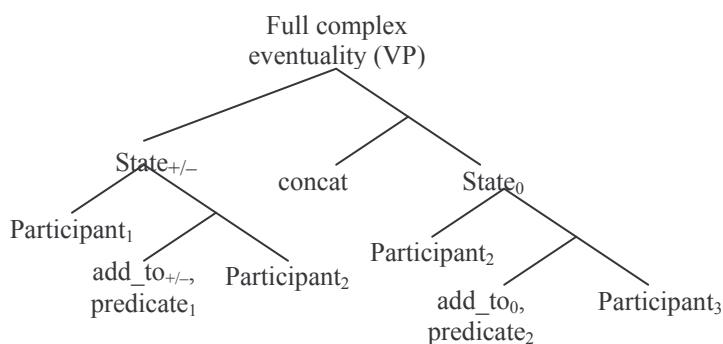 Full complex
eventuality (VP)
State₊/₋
concat
State₀
Participant₁
add_to₊/₋,
predicate₁
Participant₂
Participant₂
add_to₀,
predicate₂
Participant₃